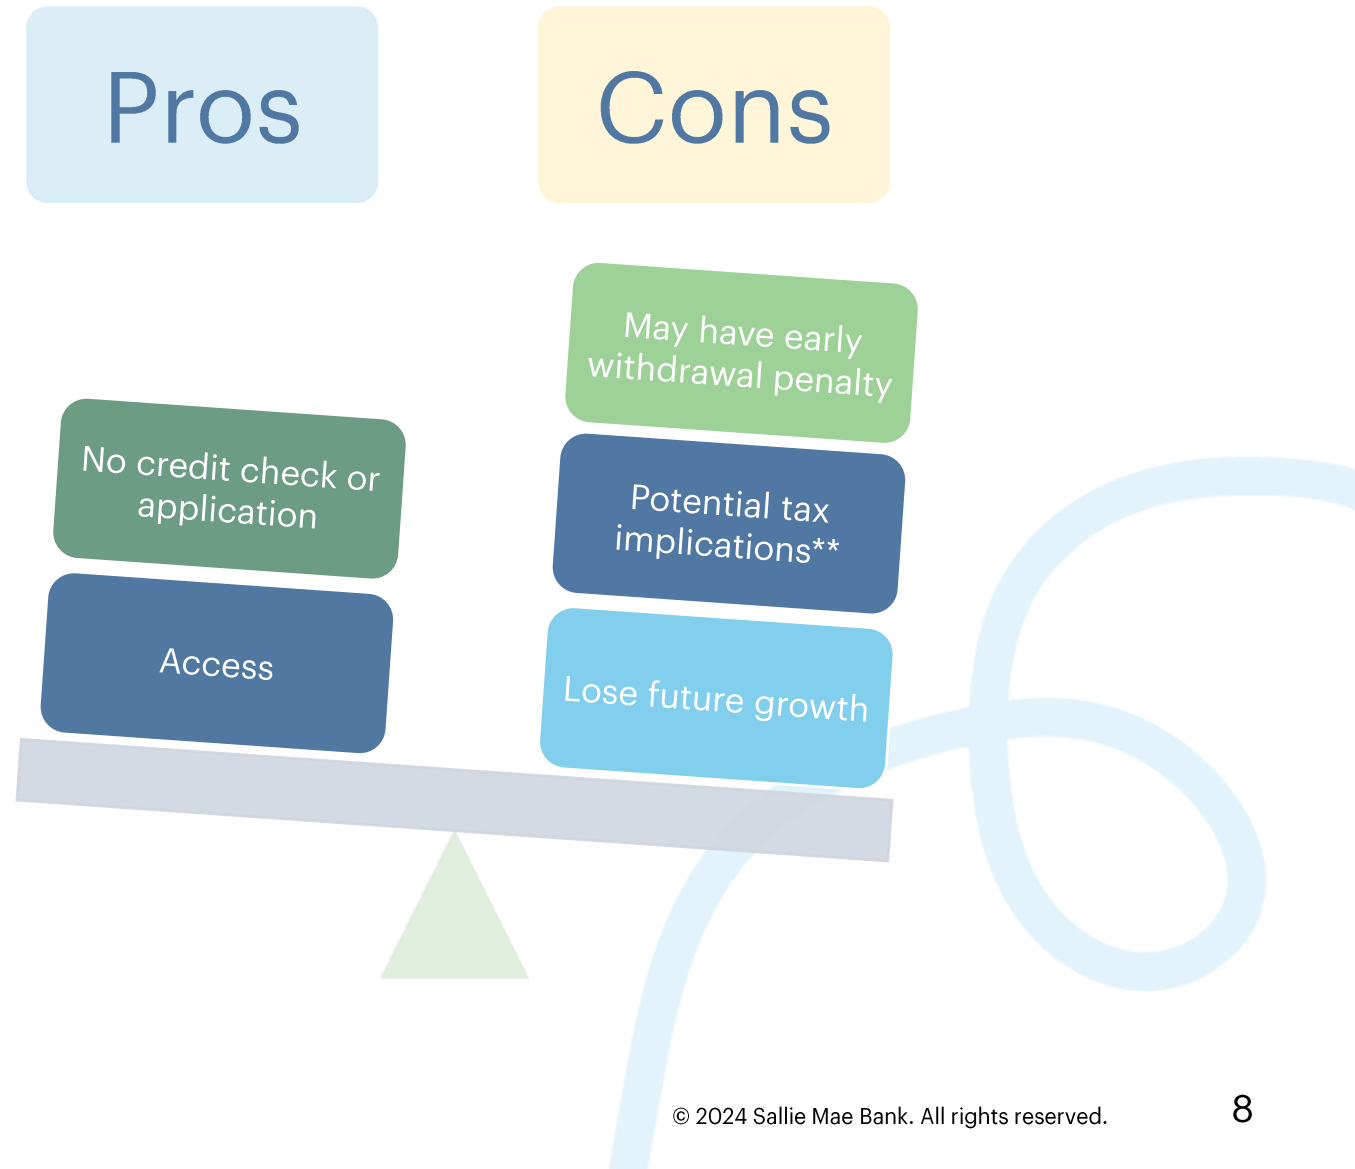 Pros
Cons
No credit check or
application
Access
May have early
withdrawal penalty
Potential tax
implications**
Lose future growth
© 2024 Sallie Mae Bank. All rights reserved.
8